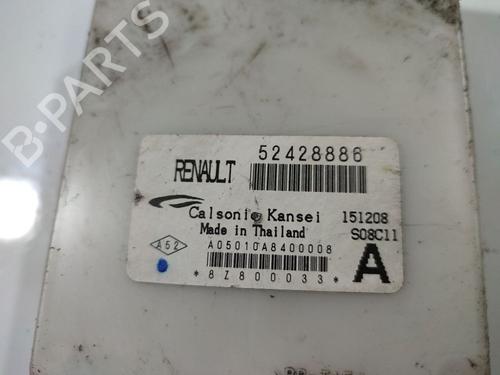 B-PARTS
RENAULT
52428886
Calsonic Kansei
151208
Made in Thailand
S08C11
A52
A05010A8400008
A
*8Z800033*